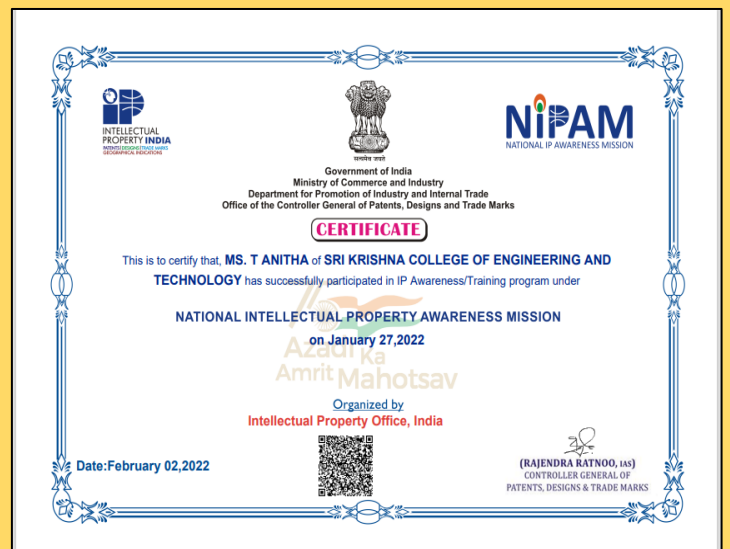 INTELLECTUAL
PROPERTY INDIA
PATENTS | DESIGNS | TRADE MARKS
GEOGRAPHICAL INDICATIONS
सत्यमेव जयते
NiPAM
NATIONAL IP AWARENESS MISSION
Government of India
Ministry of Commerce and Industry
Department for Promotion of Industry and Internal Trade
Office of the Controller General of Patents, Designs and Trade Marks
CERTIFICATE
This is to certify that, MS. T ANITHA of SRI KRISHNA COLLEGE OF ENGINEERING AND
TECHNOLOGY has successfully participated in IP Awareness/Training program under
NATIONAL INTELLECTUAL PROPERTY AWARENESS MISSION
on January 27,2022
Azadi Ka
Amrit Mahotsav
Organized by
Intellectual Property Office, India
Date:February 02,2022
(RAJENDRA RATNOO, IAS)
CONTROLLER GENERAL OF
PATENTS, DESIGNS & TRADE MARKS